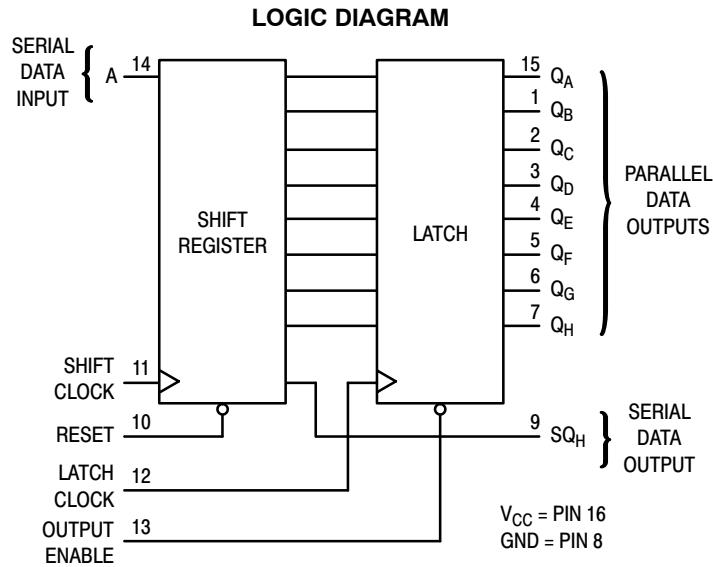 LOGIC DIAGRAM
SERIAL
DATA
INPUT
A
14
SHIFT
REGISTER
LATCH
15
QA
1
QB
2
QC
3
QD
4
QE
5
QF
6
QG
7
QH
PARALLEL
DATA
OUTPUTS
SHIFT
CLOCK
11
RESET
10
LATCH
CLOCK
12
OUTPUT
ENABLE
13
9
SQH
SERIAL
DATA
OUTPUT
VCC = PIN 16
GND = PIN 8